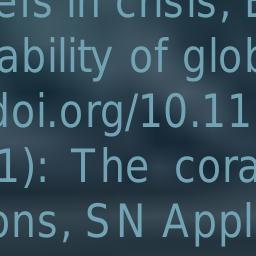 els in crisis, E
ability of glob
doi.org/10.11
1): The cora
ons, SN Appl